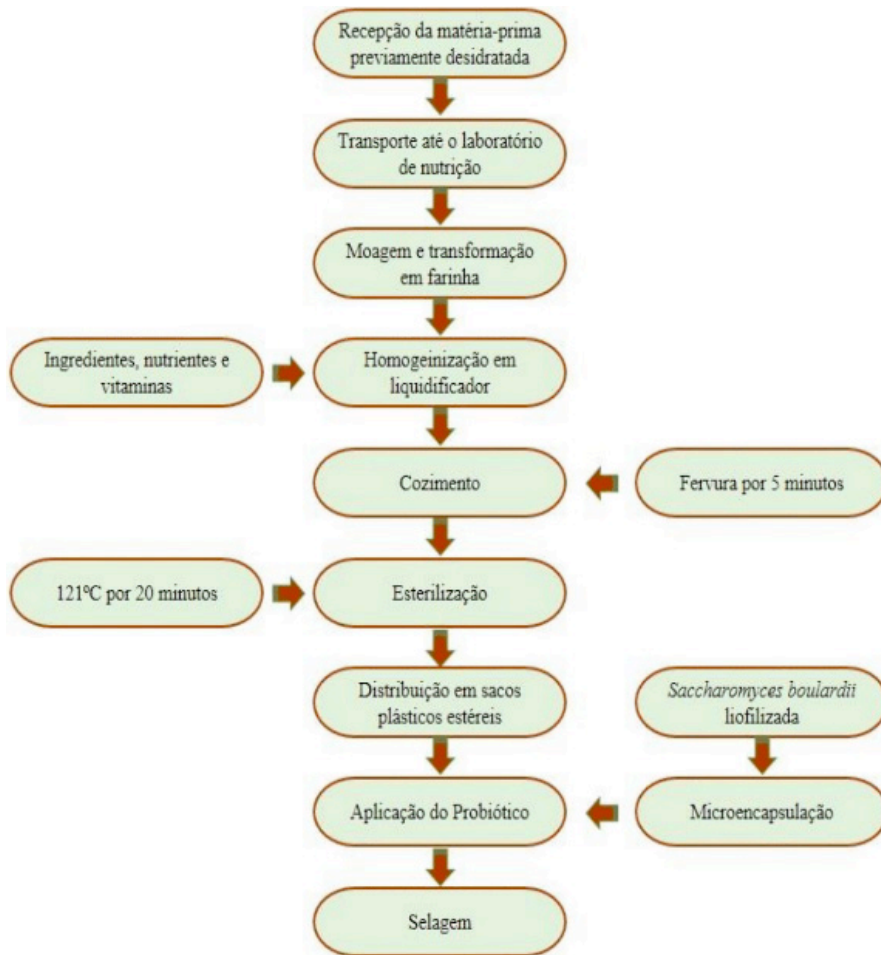 Recepção da matéria-prima
previamente desidratada
Transporte até o laboratório
de nutrição
Moagem e transformação
em farinha
Ingredientes, nutrientes e
vitaminas
Homogeinização em
liquidificador
Cozimento
Fervura por 5 minutos
121ºC por 20 minutos
Esterilização
Distribuição em sacos
plásticos estéreis
Saccharomyces boulardii
liofilizada
Aplicação do Probiótico
Microencapsulação
Selagem